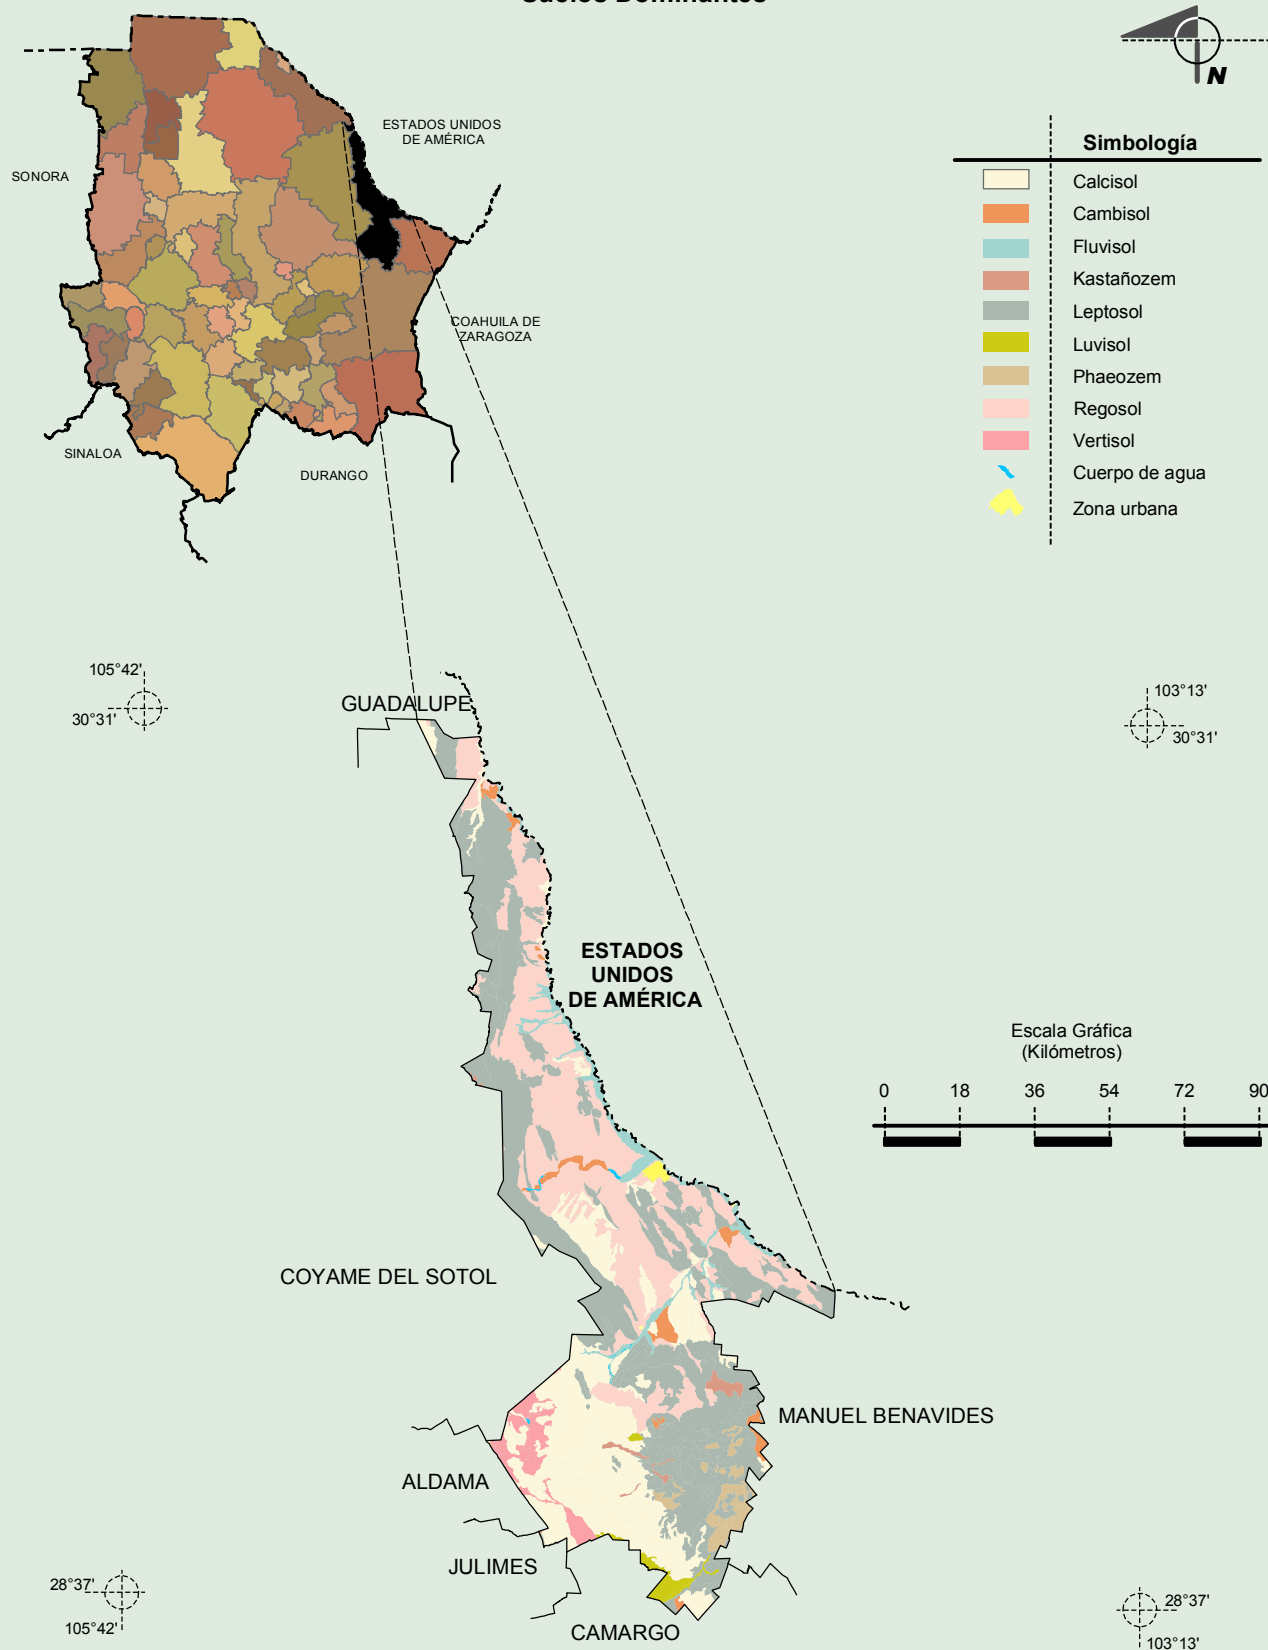 Suelos Dominantes
N
ESTADOS UNIDOS
DE AMÉRICA
SONORA
COAHUILA DE
ZARAGOZA
SINALOA
DURANGO
Simbología
Calcisol
Cambisol
Fluvisol
Kastañozem
Leptosol
Luvisol
Phaeozem
Regosol
Vertisol
Cuerpo de agua
Zona urbana
105°42'
30°31'
103°13'
30°31'
GUADALUPE
ESTADOS
UNIDOS
DE AMÉRICA
Escala Gráfica
(Kilómetros)
0 18 36 54 72 90
COYAME DEL SOTOL
MANUEL BENAVIDES
ALDAMA
JULIMES
CAMARGO
28°37'
105°42'
28°37'
103°13'